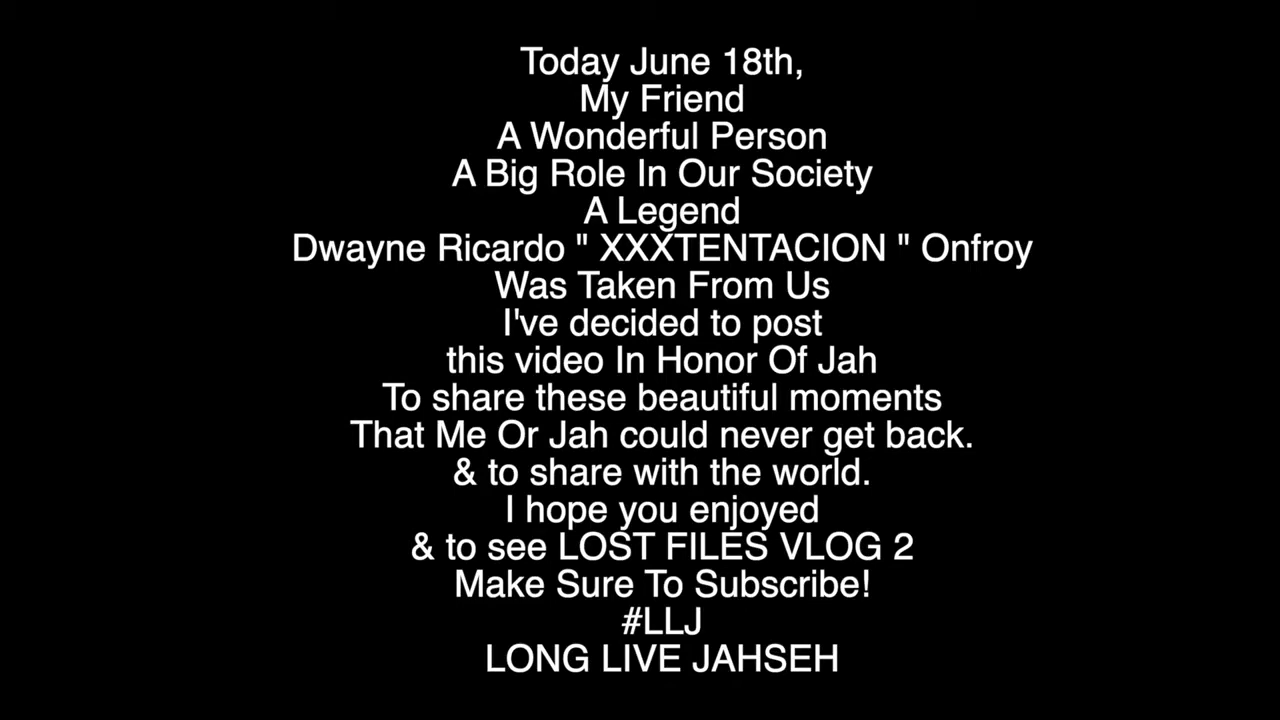 Today June 18th,
My Friend
A Wonderful Person
A Big Role In Our Society
A Legend
Dwayne Ricardo " XXXTENTACION " Onfroy
Was Taken From Us
I've decided to post
this video In Honor Of Jah
To share these beautiful moments
That Me Or Jah could never get back.
& to share with the world.
I hope you enjoyed
& to see LOST FILES VLOG 2
Make Sure To Subscribe!
#LLJ
LONG LIVE JAHSEH